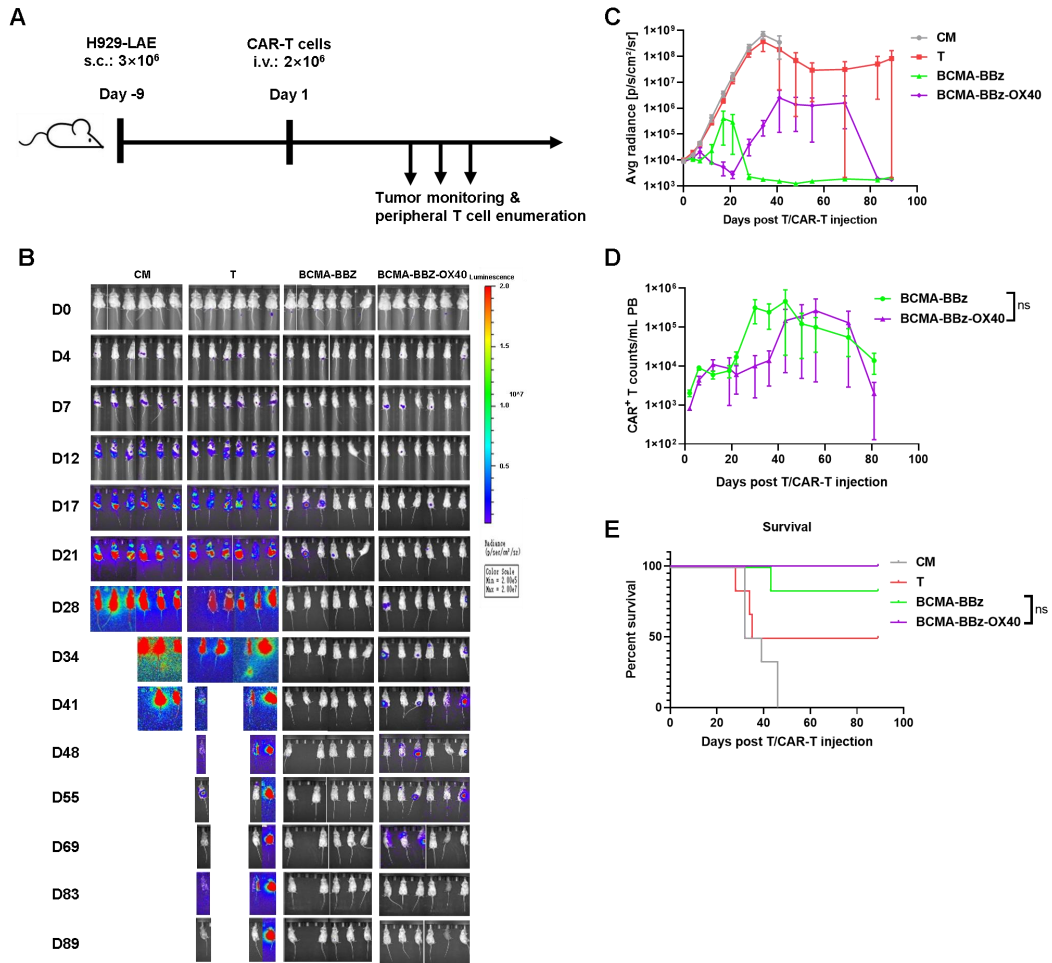 A
H929-LAE
s.c.: 3×10⁶
CAR-T cells
i.v.: 2×10⁶
Day -9
Day 1
Tumor monitoring &
peripheral T cell enumeration
B
CM
T
BCMA-BBZ
BCMA-BBZ-OX40
Luminescence
D0
D4
D7
D12
D17
D21
D28
D34
D41
D48
D55
D69
D83
D89
2.0
1.5
1.0
10^7
0.5
Radiance
(p/sec/cm²/sr)
Color Scale
Min = 2.00e5
Max = 2.00e7
C
Avg radiance [p/s/cm²/sr]
1×10⁹
1×10⁸
1×10⁷
1×10⁶
1×10⁵
1×10⁴
1×10³
0 20 40 60 80 100
Days post T/CAR-T injection
CM
T
BCMA-BBz
BCMA-BBz-OX40
D
CAR⁺ T counts/mL PB
1×10⁶
1×10⁵
1×10⁴
1×10³
1×10²
0 20 40 60 80 100
Days post T/CAR-T injection
BCMA-BBz
BCMA-BBz-OX40
ns
E
Survival
Percent survival
100
50
0
0 20 40 60 80 100
Days post T/CAR-T injection
CM
T
BCMA-BBz
BCMA-BBz-OX40
ns